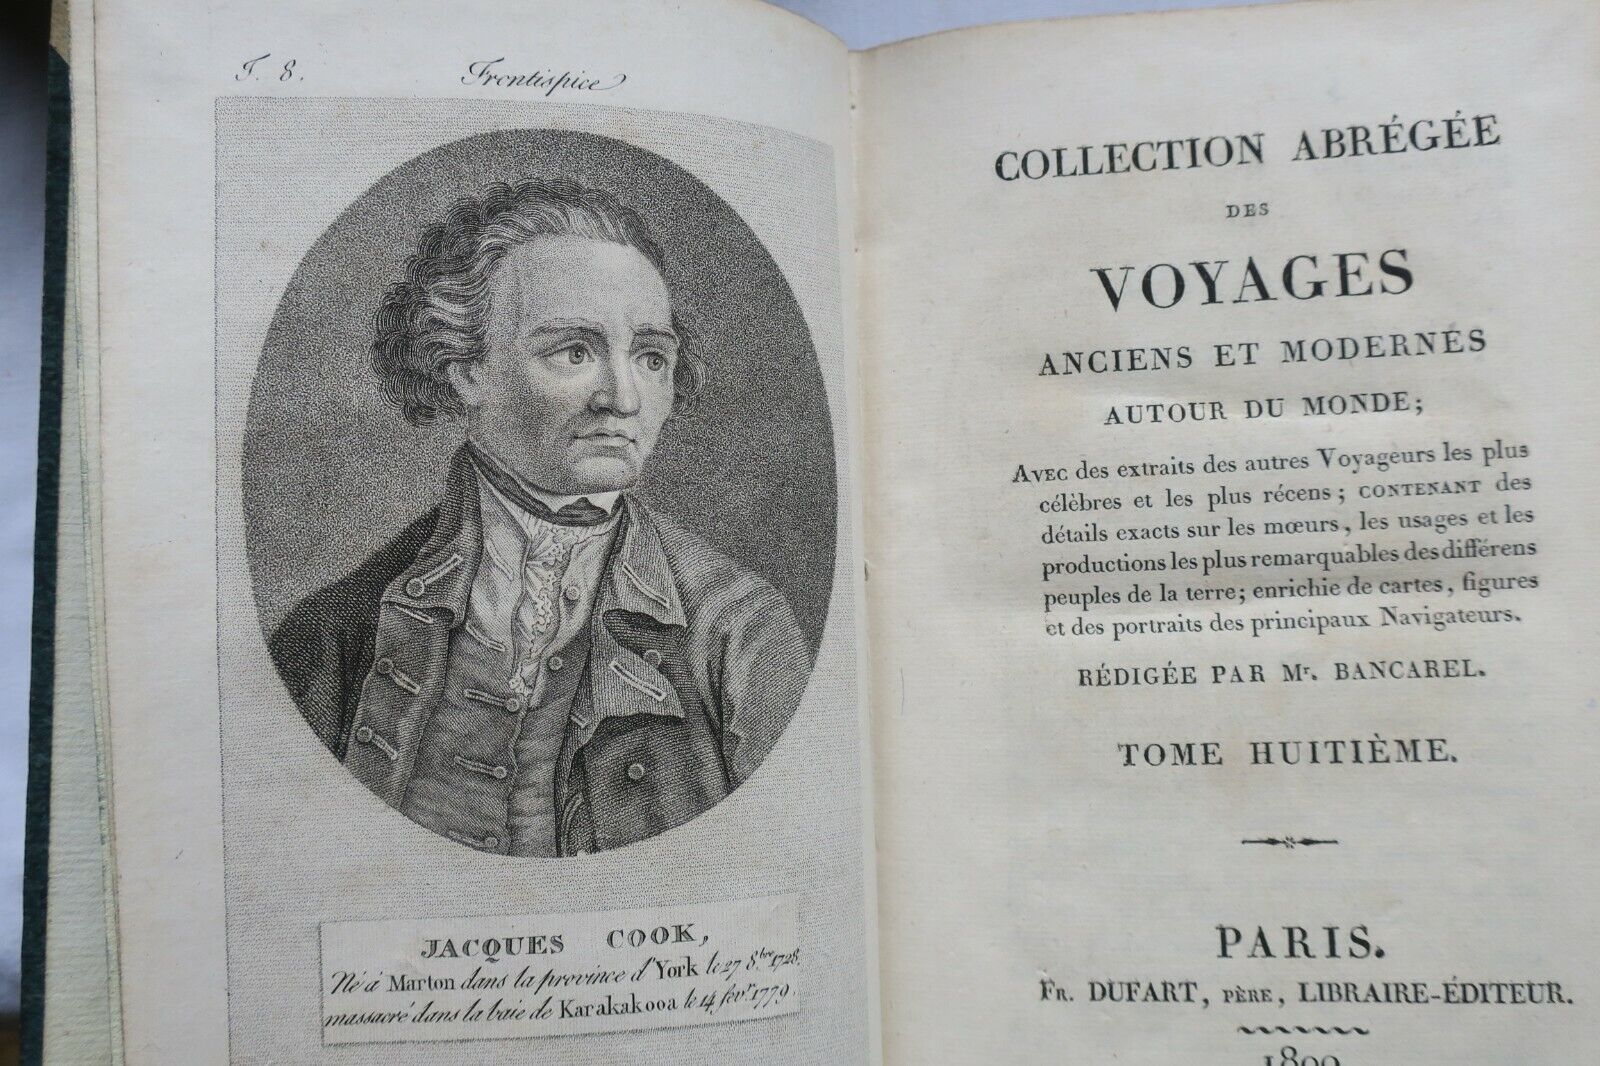 T. 8. Frontispice
JACQUES COOK,
Né à Marton dans la province d'York le 27 8.bre 1728.
massacré dans la baie de Karakakooa le 14 fevr. 1779.
COLLECTION ABRÉGÉE
DES
VOYAGES
ANCIENS ET MODERNES
AUTOUR DU MONDE;
AVEC des extraits des autres Voyageurs les plus
célèbres et les plus récens; CONTENANT des
détails exacts sur les mœurs, les usages et les
productions les plus remarquables des différens
peuples de la terre; enrichie de cartes, figures
et des portraits des principaux Navigateurs.
RÉDIGÉE PAR Mr. BANCAREL.
TOME HUITIÈME.
PARIS.
FR. DUFART, PÈRE, LIBRAIRE-ÉDITEUR.